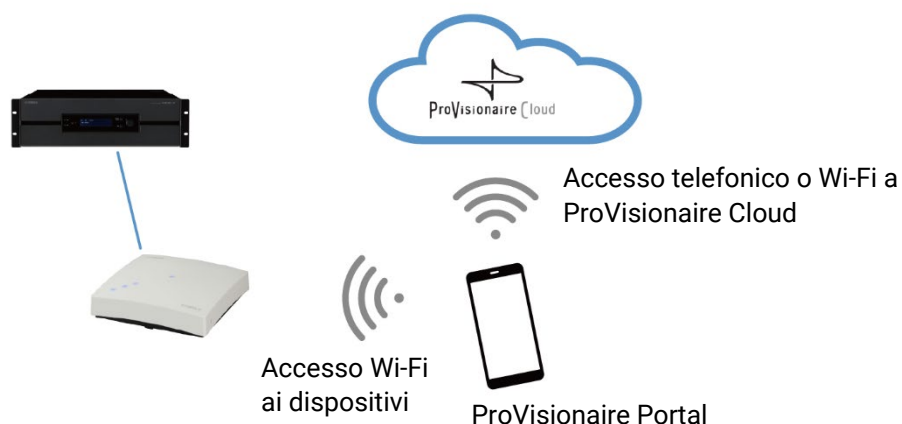 ProVisionaire Cloud
Accesso telefonico o Wi-Fi a
ProVisionaire Cloud
Accesso Wi-Fi
ai dispositivi
ProVisionaire Portal